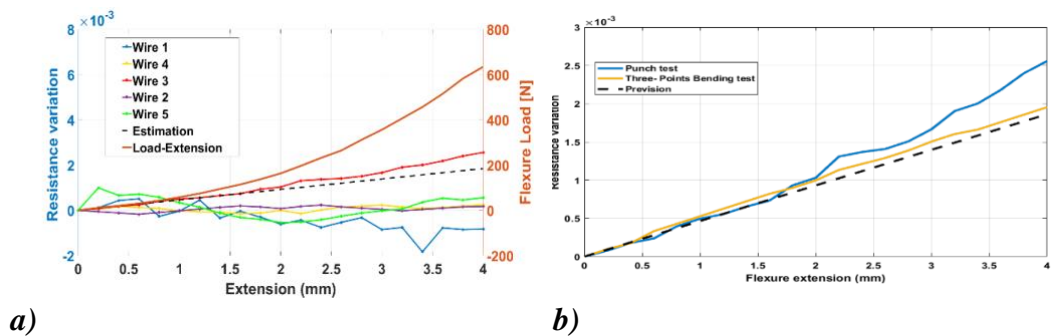 ×10⁻³
8
6
4
2
0
-2
Resistance variation
Wire 1
Wire 4
Wire 3
Wire 2
Wire 5
Estimation
Load-Extension
800
600
400
200
0
-200
Flexure Load [N]
0 0.5 1 1.5 2 2.5 3 3.5 4
Extension (mm)
a)
×10⁻³
3
2.5
2
1.5
1
0.5
0
Resistance variation
Punch test
Three- Points Bending test
Prevision
0 0.5 1 1.5 2 2.5 3 3.5 4
Flexure extension (mm)
b)